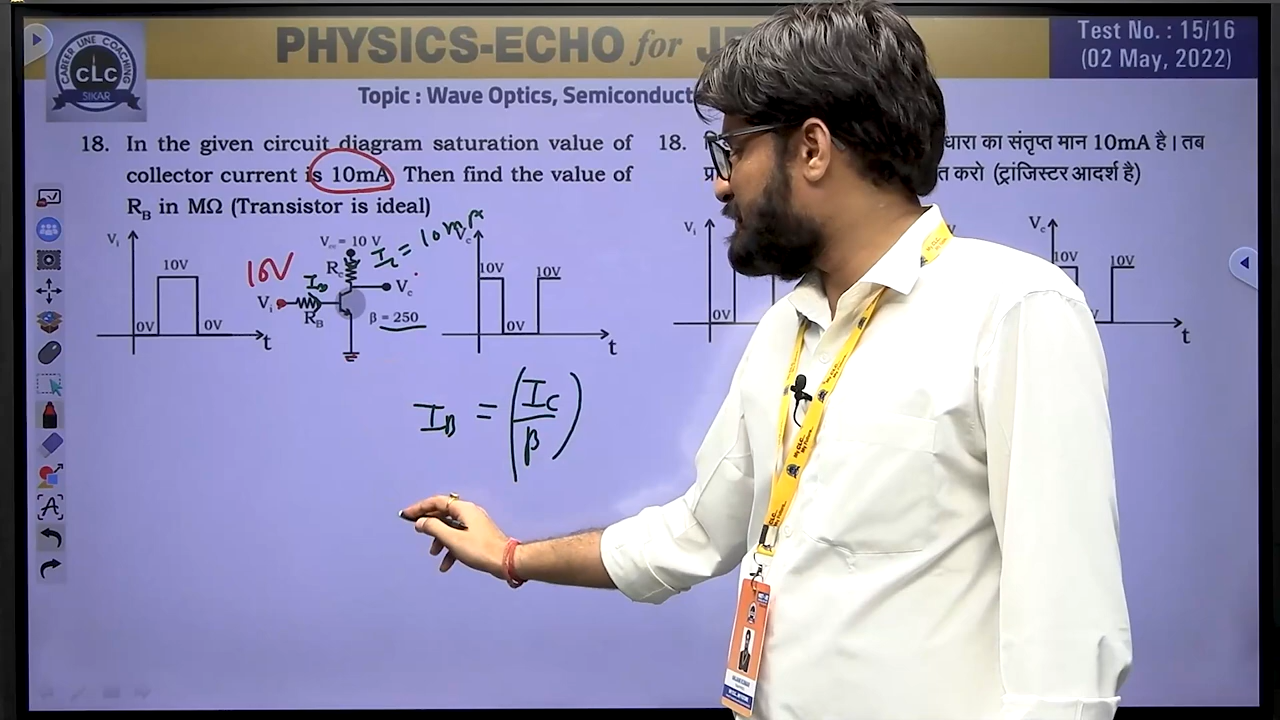 PHYSICS-ECHO for
Test No. : 15/16
(02 May, 2022)
CAREER LINE COACHING
CLC
SIKAR
Topic : Wave Optics,
18. In the given circuit diagram saturation value of
collector current is 10mA. Then find the value of
R_B in MΩ (Transistor is ideal)
V_i
10V
0V
0V
t
10V
V_cc = 10 V
I_C = 10mA
R_c
I_B
V_i
R_B
V_c
β = 250
V_c
10V
10V
0V
t
I_B = (I_C/β)
18.
धारा का संतृप्त मान 10mA है। तब
करो (ट्रांजिस्टर आदर्श है)
V_i
0V
V_c
10V
t